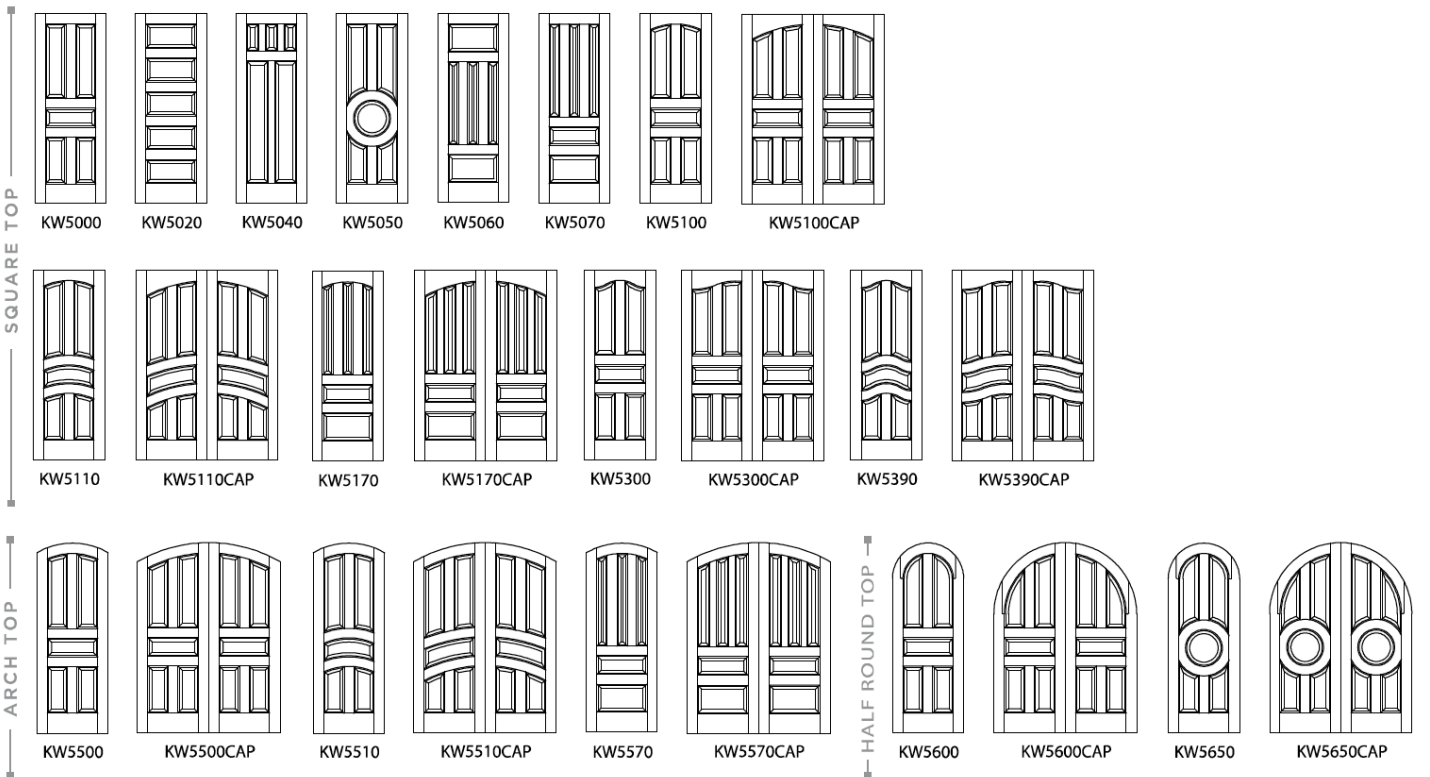 SQUARE TOP
KW5000 KW5020 KW5040 KW5050 KW5060 KW5070 KW5100 KW5100CAP
KW5110 KW5110CAP KW5170 KW5170CAP KW5300 KW5300CAP KW5390 KW5390CAP
ARCH TOP
KW5500 KW5500CAP KW5510 KW5510CAP KW5570 KW5570CAP
HALF ROUND TOP
KW5600 KW5600CAP KW5650 KW5650CAP